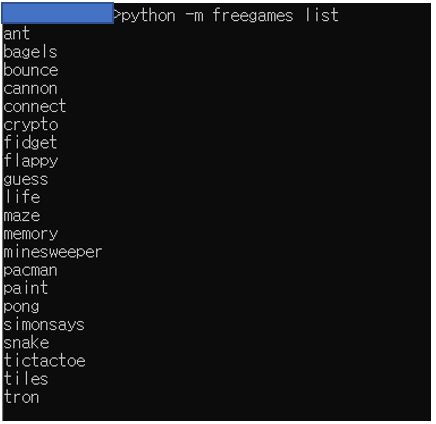 >python -m freegames list
ant
bagels
bounce
cannon
connect
crypto
fidget
flappy
guess
life
maze
memory
minesweeper
pacman
paint
pong
simonsays
snake
tictactoe
tiles
tron